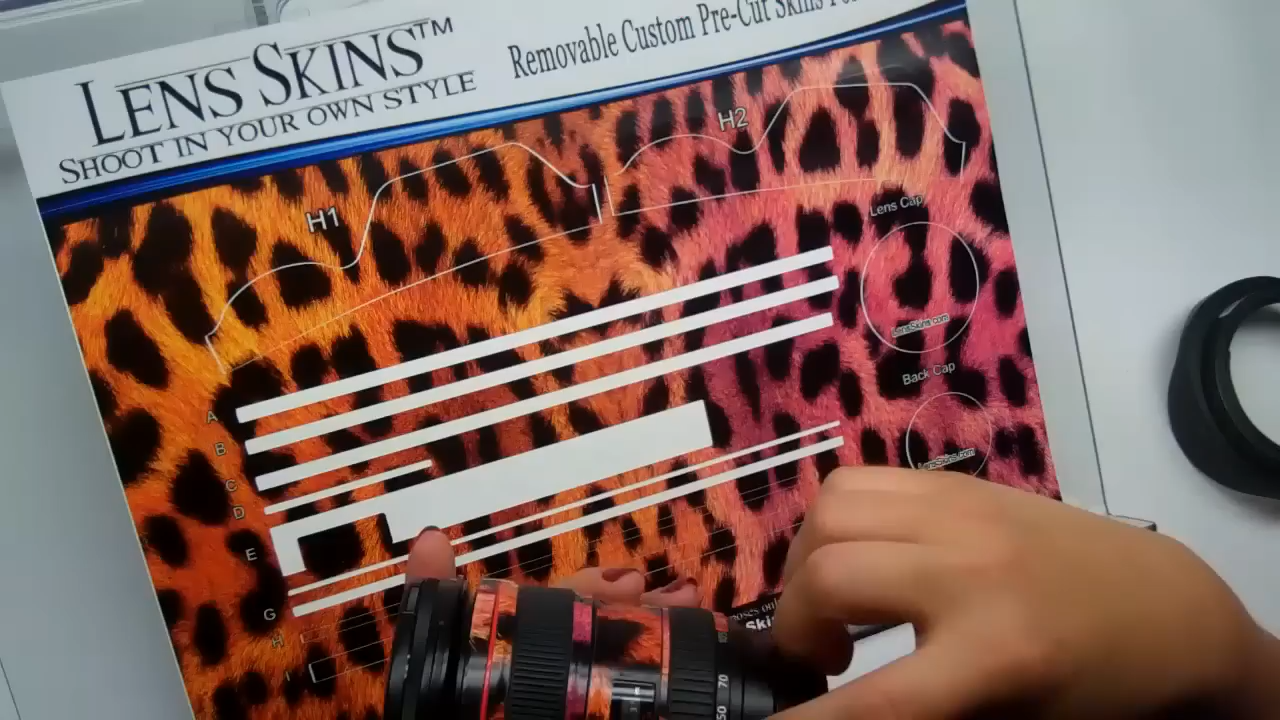 LENS SKINS™
SHOOT IN YOUR OWN STYLE
Removable Custom Pre-Cut Skins
H1
H2
Lens Cap
LensSkins.com
Back Cap
LensSkins.com
A
B
C
D
E
G
H
I
70
50